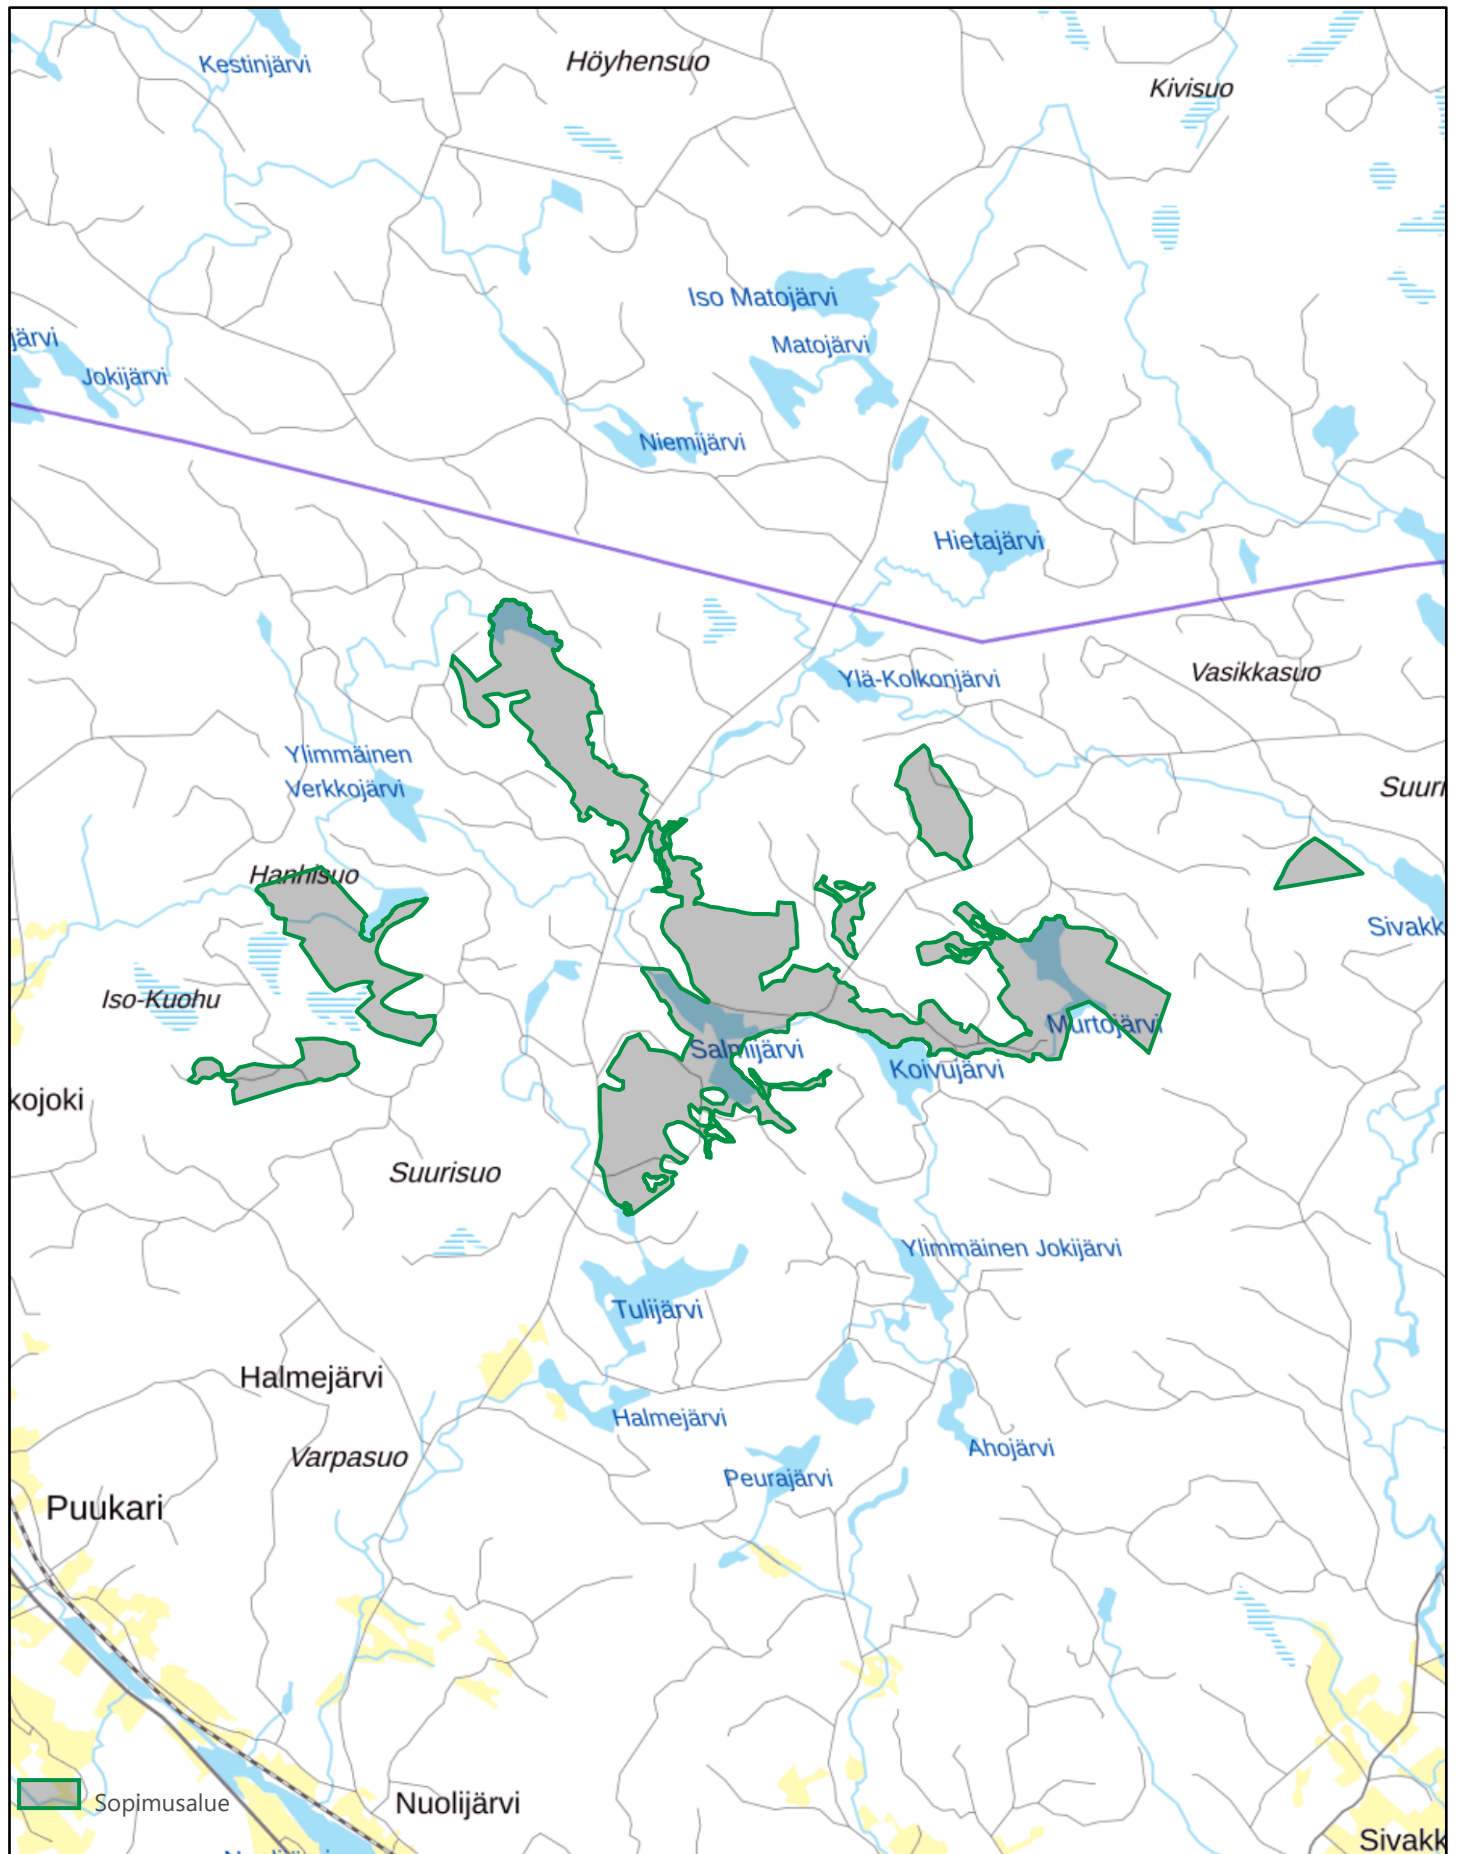 Kestinjärvi
Höyhensuo
Kivisuo
Iso Matojärvi
järvi
Matojärvi
Jokijärvi
Niemijärvi
Hietajärvi
Vasikkasuo
Ylä-Kolkonjärvi
Ylimmäinen
Verkkojärvi
Suuri
Hanhisuo
Sivakk
Iso-Kuohu
Murtojärvi
Salmijärvi
Koivujärvi
kojoki
Suurisuo
Ylimmäinen Jokijärvi
Tulijärvi
Halmejärvi
Halmejärvi
Ahojärvi
Varpasuo
Peurajärvi
Puukari
Sopimusalue
Nuolijärvi
Sivakk